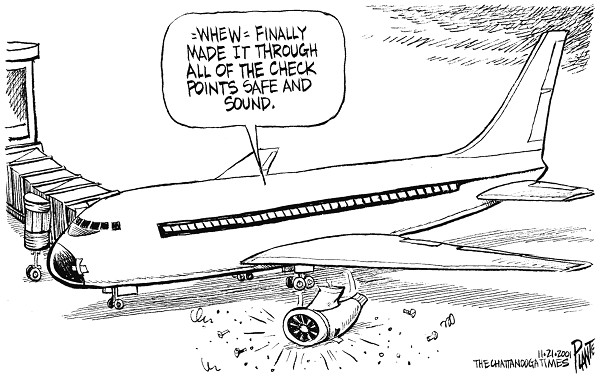 =WHEW= FINALLY
MADE IT THROUGH
ALL OF THE CHECK
POINTS SAFE AND
SOUND.
11•21•2001
THE CHATTANOOGA TIMES
PLANTE